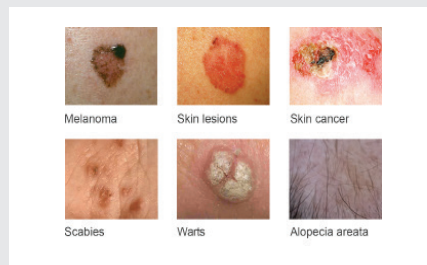 Melanoma
Skin lesions
Skin cancer
Scabies
Warts
Alopecia areata